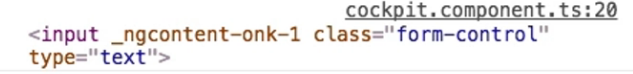 cockpit.component.ts:20
<input _ngcontent-onk-1 class="form-control"
type="text">